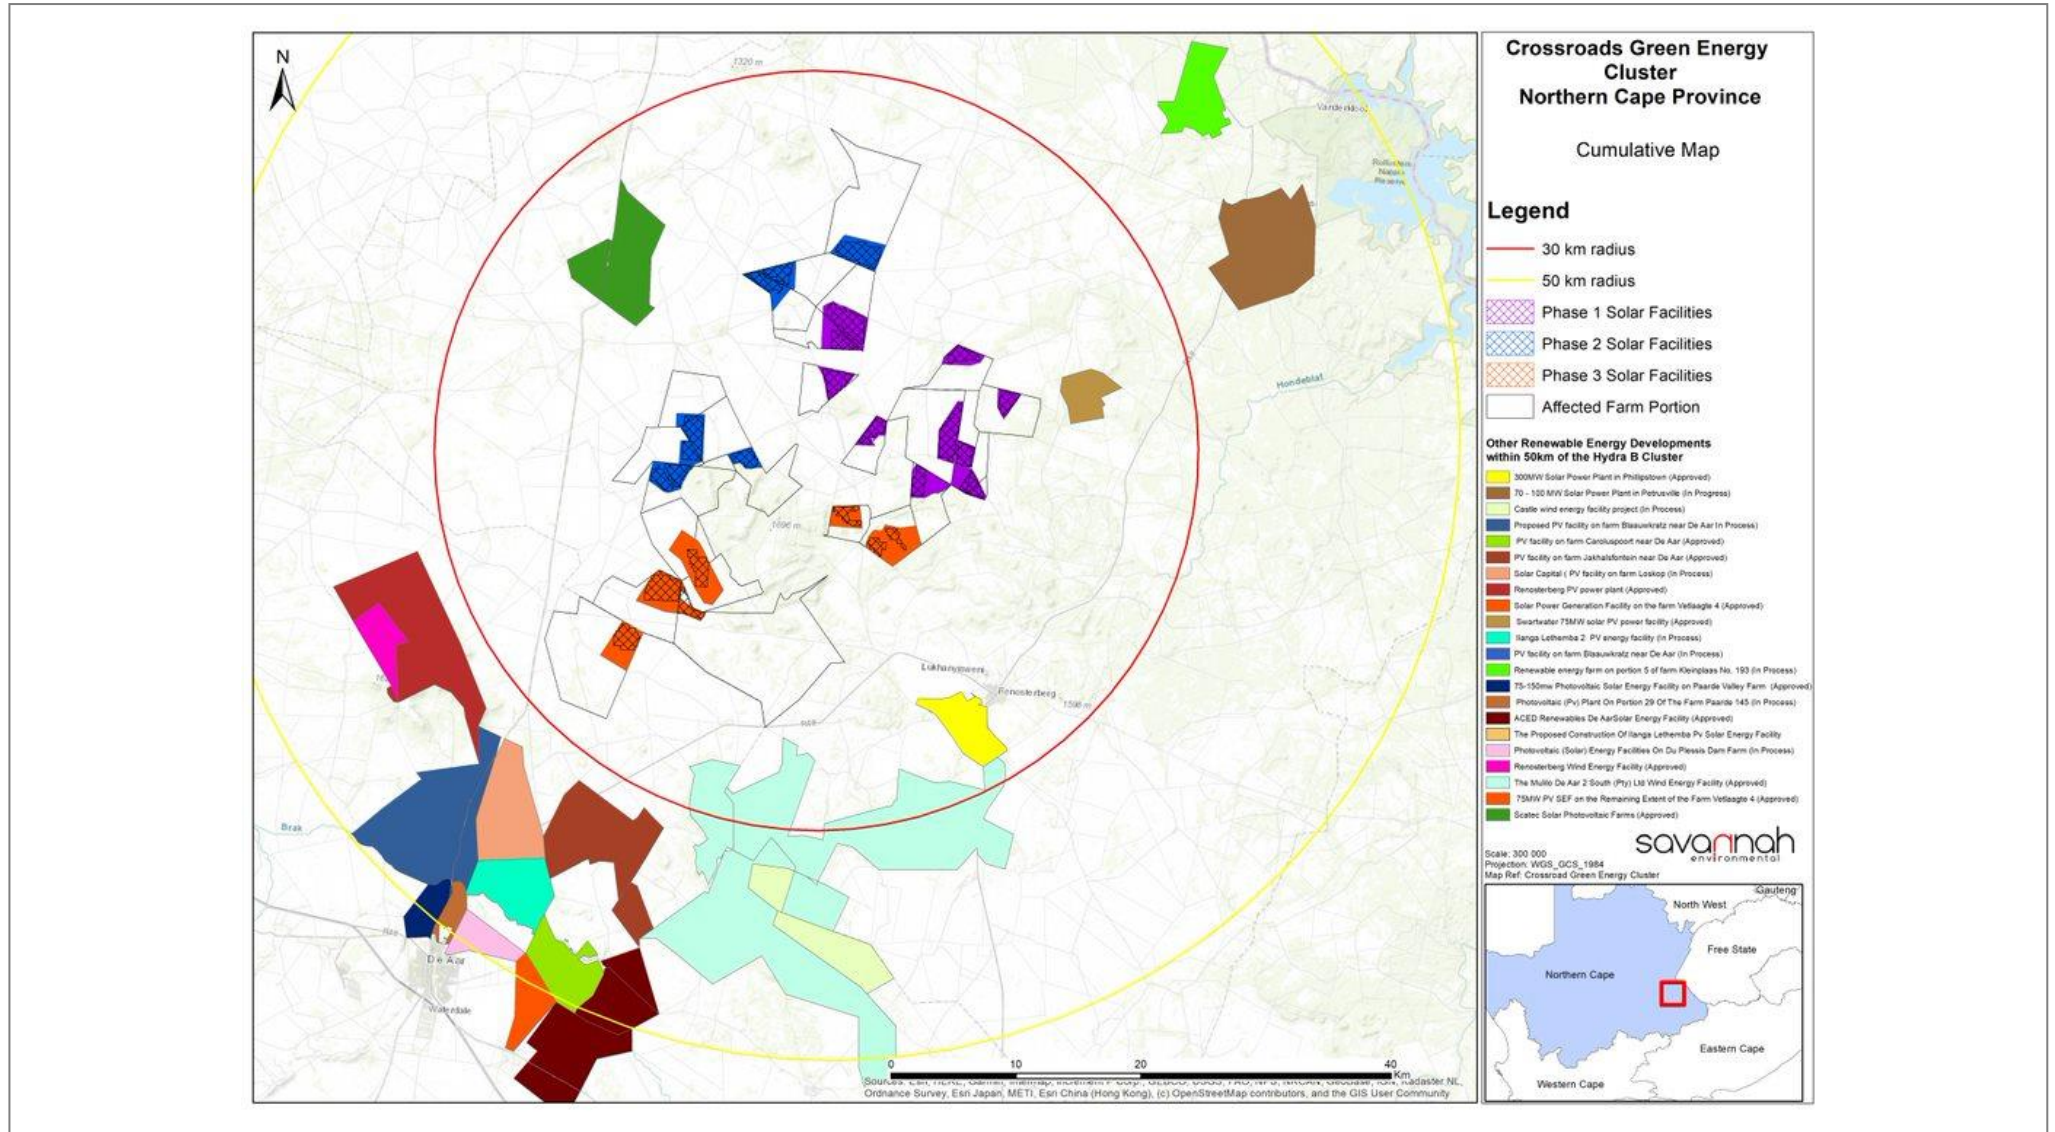 N
1320 m
Vanderkloof
Rolfontein
Nature
Reserve
Hondeblaf
1696 m
Lukhanyisweni
Renosterberg
1598 m
R48
Brak
De Aar
Waterdale
0 10 20 40
Km
Ordnance Survey, Esri Japan, METI, Esri China (Hong Kong), (c) OpenStreetMap contributors, and the GIS User Community
Crossroads Green Energy
Cluster
Northern Cape Province
Cumulative Map
Legend
30 km radius
50 km radius
Phase 1 Solar Facilities
Phase 2 Solar Facilities
Phase 3 Solar Facilities
Affected Farm Portion
Other Renewable Energy Developments
within 50km of the Hydra B Cluster
300MW Solar Power Plant in Phillipstown (Approved)
70 - 100 MW Solar Power Plant in Petrusville (In Progress)
Castle wind energy facility project (In Process)
Proposed PV facility on farm Blaauwkratz near De Aar In Process)
PV facility on farm Caroluspoort near De Aar (Approved)
PV facility on farm Jakhalsfontein near De Aar (Approved)
Solar Capital ( PV facility on farm Loskop (In Process)
Renosterberg PV power plant (Approved)
Solar Power Generation Facility on the farm Vetlaagte 4 (Approved)
Swartwater 75MW solar PV power facility (Approved)
Ilanga Lethemba 2 PV energy facility (In Process)
PV facility on farm Blaauwkratz near De Aar (In Process)
Renewable energy farm on portion 5 of farm Kleinplaas No. 193 (In Process)
75-150mw Photovoltaic Solar Energy Facility on Paarde Valley Farm (Approved)
Photovoltaic (Pv) Plant On Portion 29 Of The Farm Paarde 145 (In Process)
ACED Renewables De AarSolar Energy Facility (Approved)
The Proposed Construction Of Ilanga Lethemba Pv Solar Energy Facility
Photovoltaic (Solar) Energy Facilities On Du Plessis Dam Farm (In Process)
Renosterberg Wind Energy Facility (Approved)
The Mulilo De Aar 2 South (Pty) Ltd Wind Energy Facility (Approved)
75MW PV SEF on the Remaining Extent of the Farm Vetlaagte 4 (Approved)
Scatec Solar Photovoltaic Farms (Approved)
savannah
environmental
Scale: 300 000
Projection: WGS_GCS_1984
Map Ref: Crossroad Green Energy Cluster
Gauteng
North West
Free State
Northern Cape
Eastern Cape
Western Cape